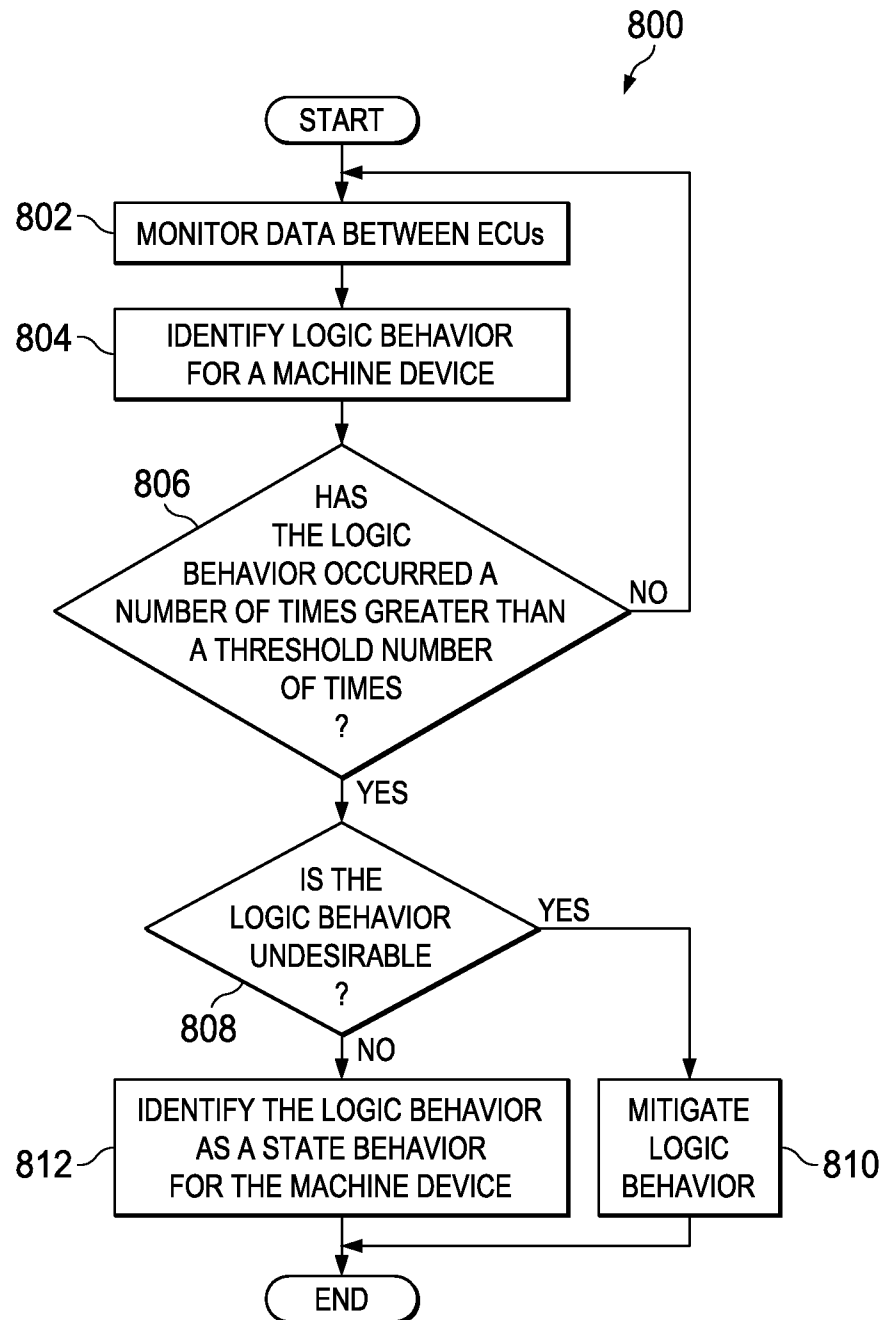 800
START
802
MONITOR DATA BETWEEN ECUs
804
IDENTIFY LOGIC BEHAVIOR
FOR A MACHINE DEVICE
806
HAS
THE LOGIC
BEHAVIOR OCCURRED A
NUMBER OF TIMES GREATER THAN
A THRESHOLD NUMBER
OF TIMES
?
NO
YES
IS THE
LOGIC BEHAVIOR
UNDESIRABLE
?
YES
808
NO
IDENTIFY THE LOGIC BEHAVIOR
AS A STATE BEHAVIOR
FOR THE MACHINE DEVICE
812
MITIGATE
LOGIC
BEHAVIOR
810
END